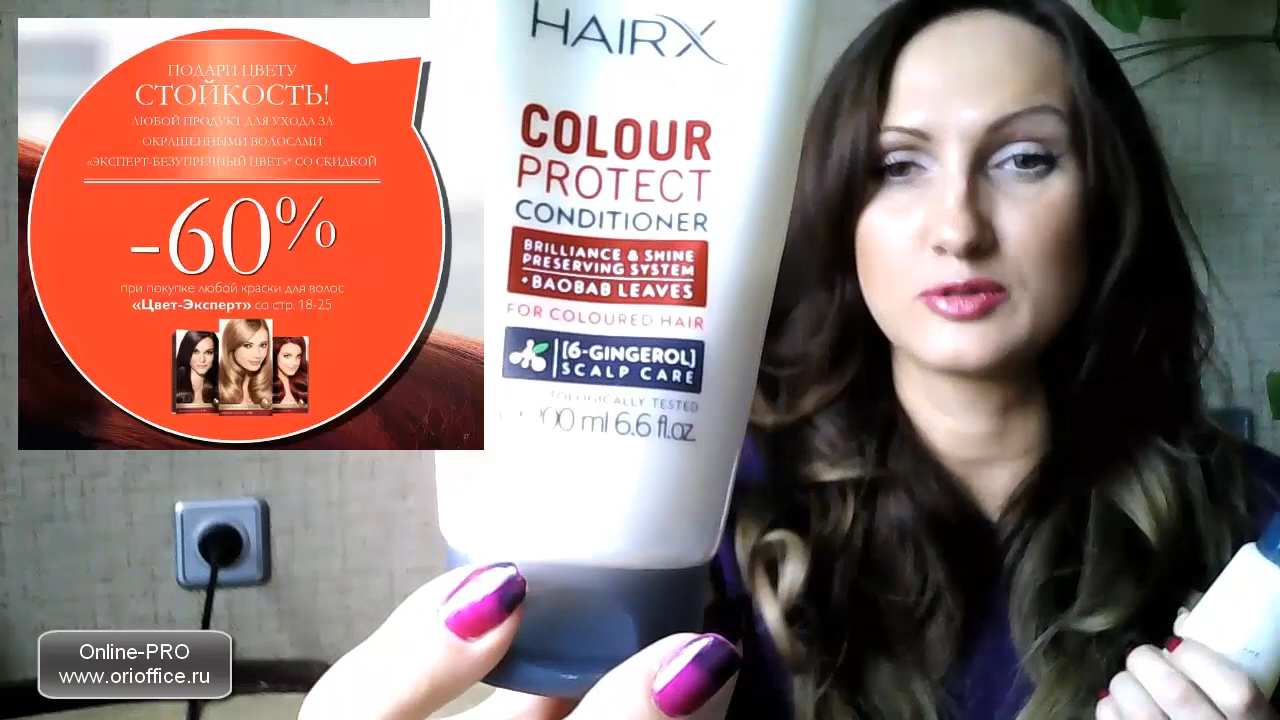 ПОДАРИ ЦВЕТУ
СТОЙКОСТЬ!
ЛЮБОЙ ПРОДУКТ ДЛЯ УХОДА ЗА
ОКРАШЕННЫМИ ВОЛОСАМИ
«ЭКСПЕРТ-БЕЗУПРЕЧНЫЙ ЦВЕТ»* СО СКИДКОЙ
-60%
при покупке любой краски для волос
«Цвет-Эксперт» со стр. 18-25
27
HAIRX
COLOUR
PROTECT
CONDITIONER
BRILLIANCE & SHINE
PRESERVING SYSTEM
• BAOBAB LEAVES
FOR COLOURED HAIR
[6-GINGEROL]
SCALP CARE
TESTED
ml 6.6 fl.oz
Online-PRO
www.orioffice.ru